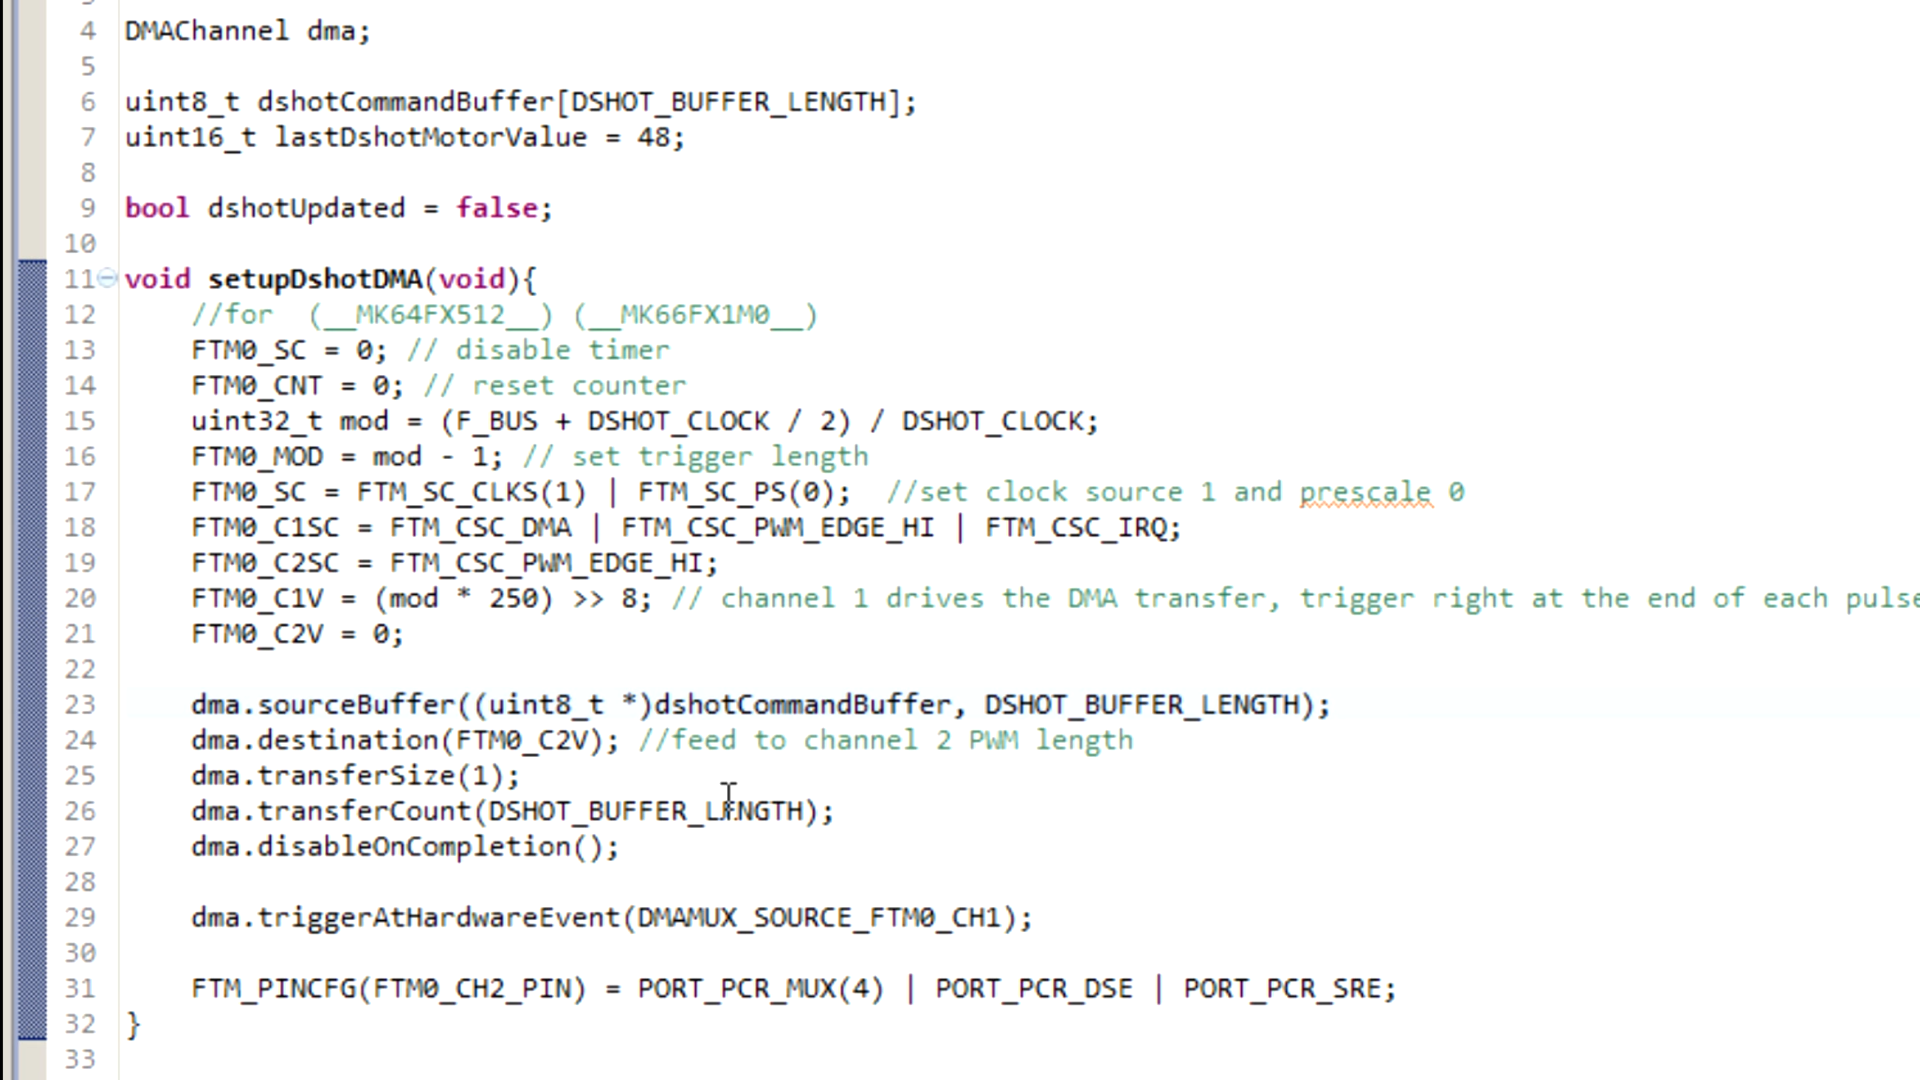 4 DMAChannel dma;
5
6 uint8_t dshotCommandBuffer[DSHOT_BUFFER_LENGTH];
7 uint16_t lastDshotMotorValue = 48;
8
9 bool dshotUpdated = false;
10
11 void setupDshotDMA(void){
12 //for  (__MK64FX512__) (__MK66FX1M0__)
13 FTM0_SC = 0; // disable timer
14 FTM0_CNT = 0; // reset counter
15 uint32_t mod = (F_BUS + DSHOT_CLOCK / 2) / DSHOT_CLOCK;
16 FTM0_MOD = mod - 1; // set trigger length
17 FTM0_SC = FTM_SC_CLKS(1) | FTM_SC_PS(0);  //set clock source 1 and prescale 0
18 FTM0_C1SC = FTM_CSC_DMA | FTM_CSC_PWM_EDGE_HI | FTM_CSC_IRQ;
19 FTM0_C2SC = FTM_CSC_PWM_EDGE_HI;
20 FTM0_C1V = (mod * 250) >> 8; // channel 1 drives the DMA transfer, trigger right at the end of each pulse
21 FTM0_C2V = 0;
22
23 dma.sourceBuffer((uint8_t *)dshotCommandBuffer, DSHOT_BUFFER_LENGTH);
24 dma.destination(FTM0_C2V); //feed to channel 2 PWM length
25 dma.transferSize(1);
26 dma.transferCount(DSHOT_BUFFER_LENGTH);
27 dma.disableOnCompletion();
28
29 dma.triggerAtHardwareEvent(DMAMUX_SOURCE_FTM0_CH1);
30
31 FTM_PINCFG(FTM0_CH2_PIN) = PORT_PCR_MUX(4) | PORT_PCR_DSE | PORT_PCR_SRE;
32 }
33